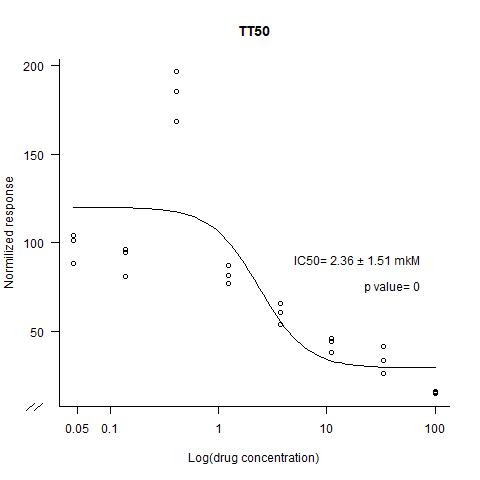 TT50
200
150
100
50
Normilized response
IC50= 2.36 ± 1.51 mkM
p value= 0
0.05 0.1 1 10 100
Log(drug concentration)